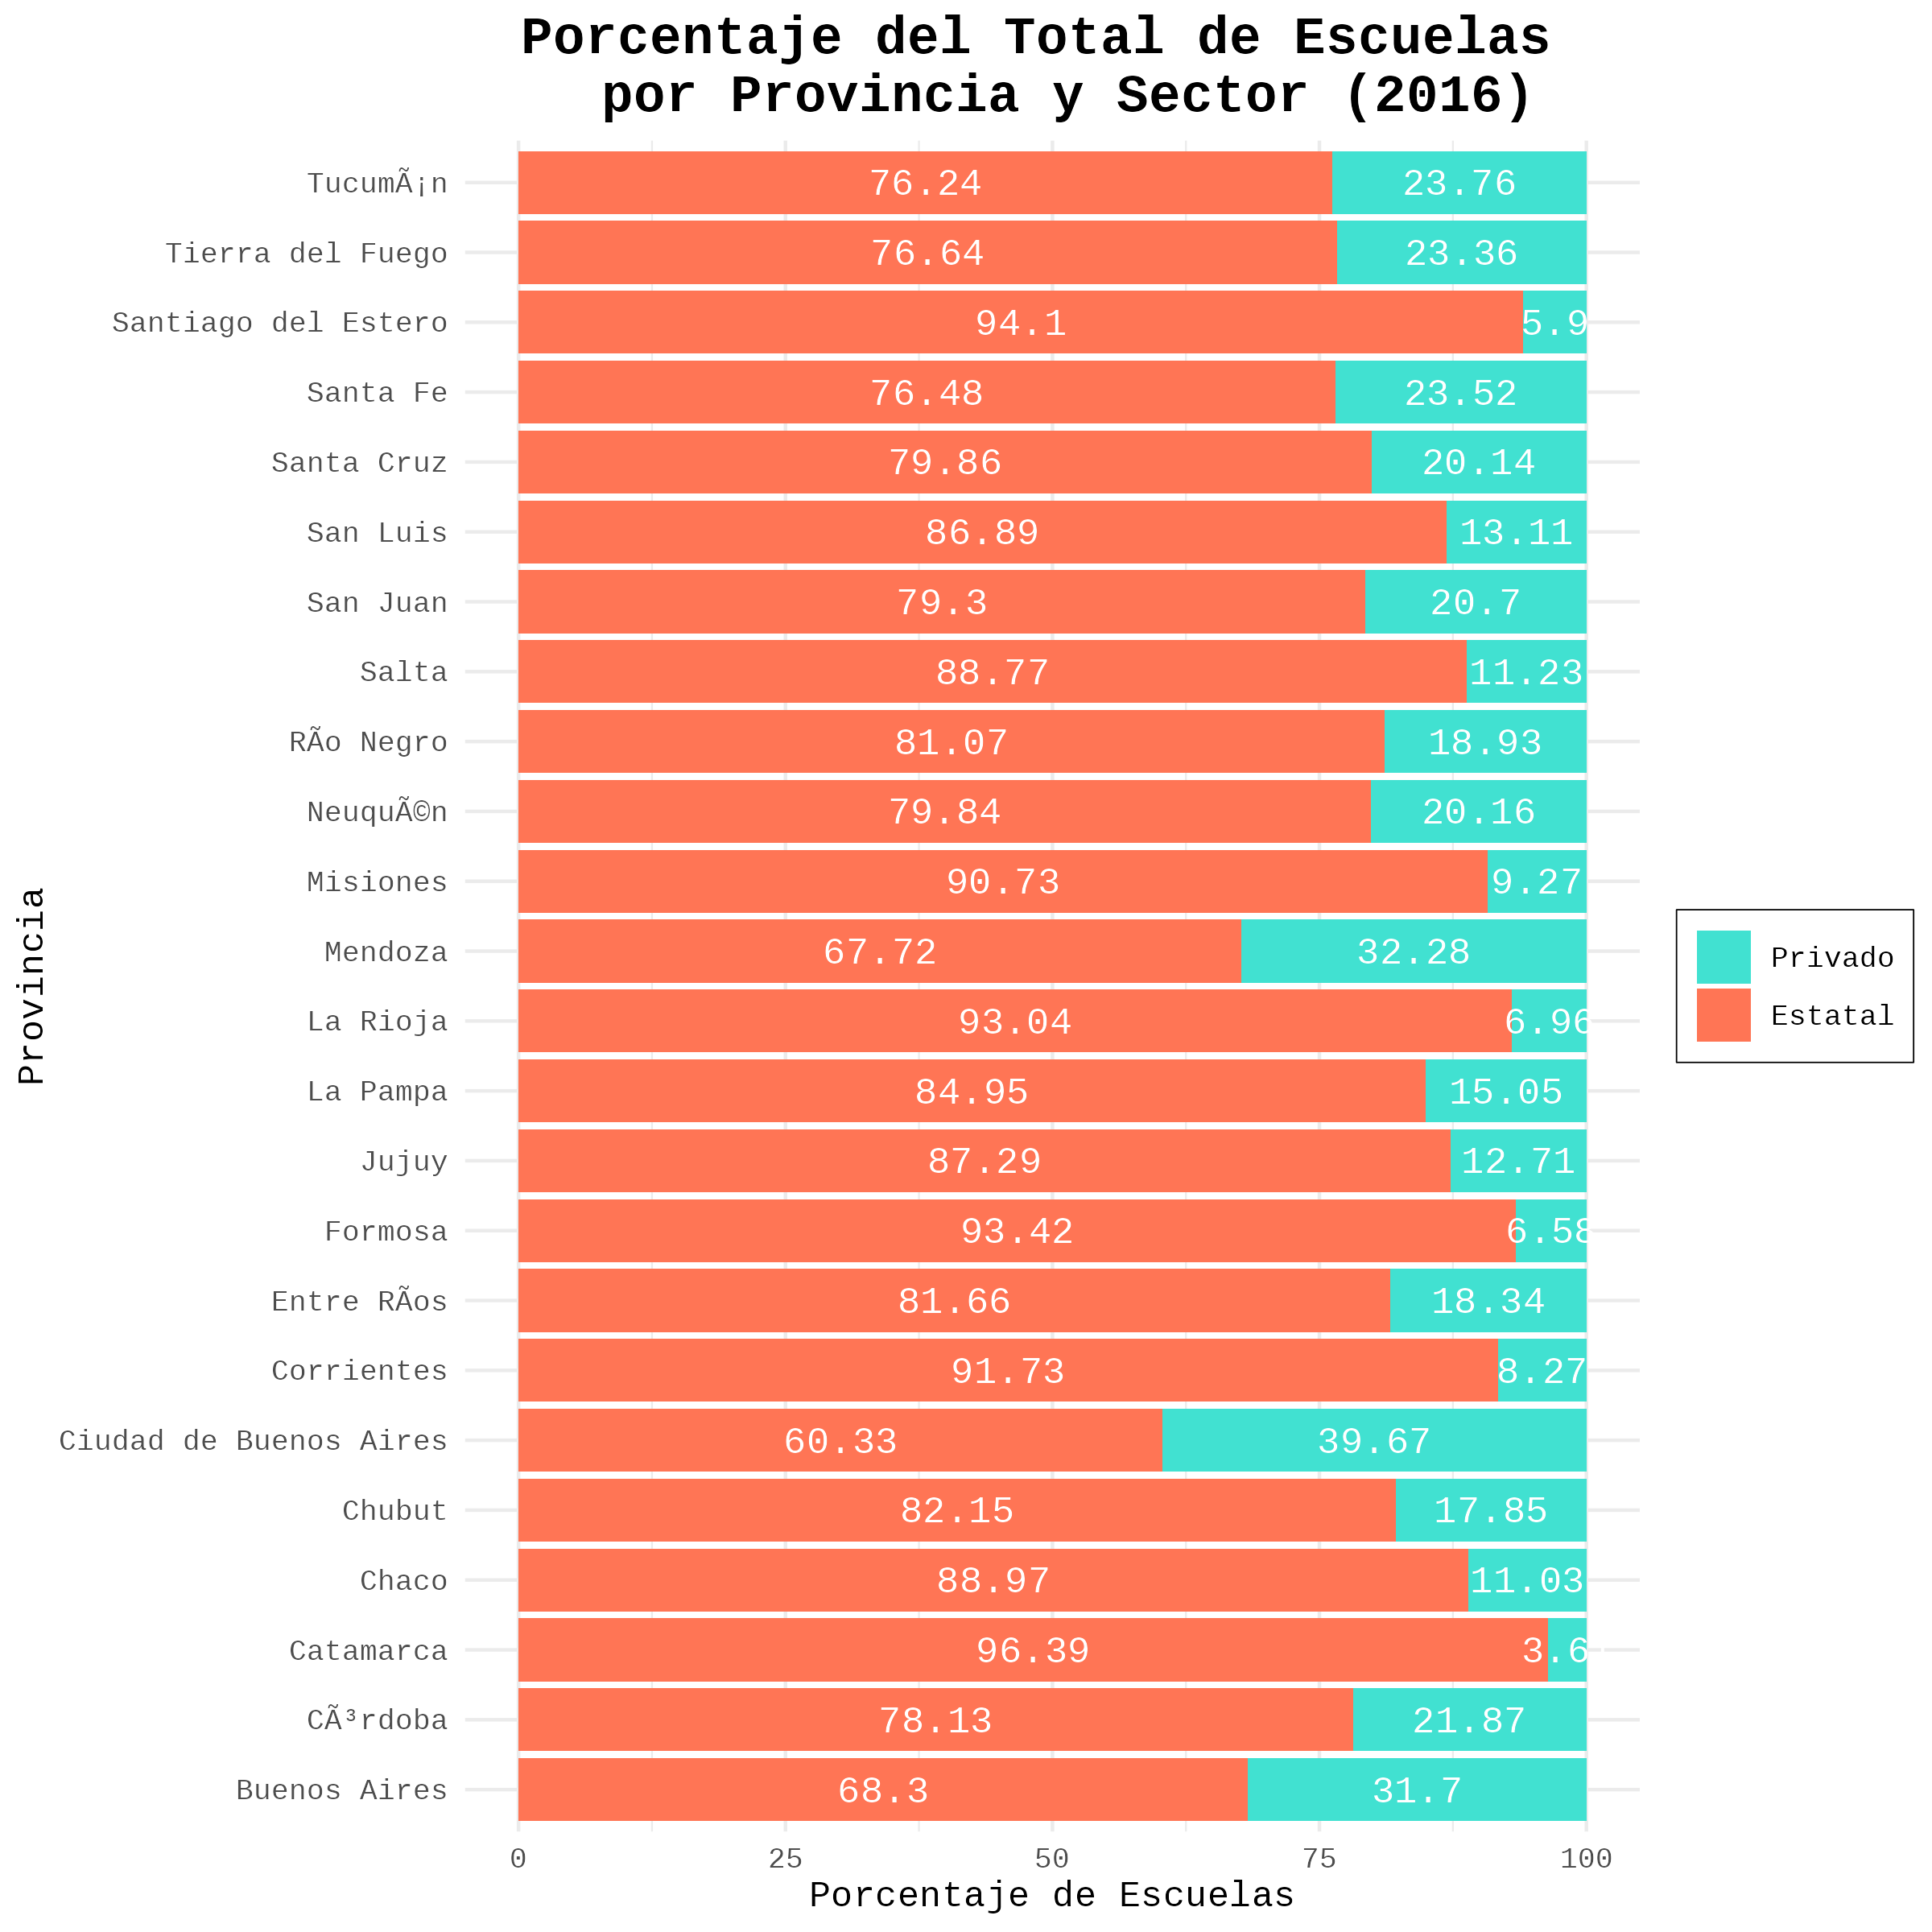 Porcentaje del Total de Escuelas
por Provincia y Sector (2016)
Provincia
TucumÃ¡n 76.24 23.76
Tierra del Fuego 76.64 23.36
Santiago del Estero 94.1 5.9
Santa Fe 76.48 23.52
Santa Cruz 79.86 20.14
San Luis 86.89 13.11
San Juan 79.3 20.7
Salta 88.77 11.23
RÃo Negro 81.07 18.93
NeuquÃ©n 79.84 20.16
Misiones 90.73 9.27
Mendoza 67.72 32.28
La Rioja 93.04 6.96
La Pampa 84.95 15.05
Jujuy 87.29 12.71
Formosa 93.42 6.58
Entre RÃos 81.66 18.34
Corrientes 91.73 8.27
Ciudad de Buenos Aires 60.33 39.67
Chubut 82.15 17.85
Chaco 88.97 11.03
Catamarca 96.39 3.6
CÃ³rdoba 78.13 21.87
Buenos Aires 68.3 31.7
0 25 50 75 100
Porcentaje de Escuelas
Privado
Estatal